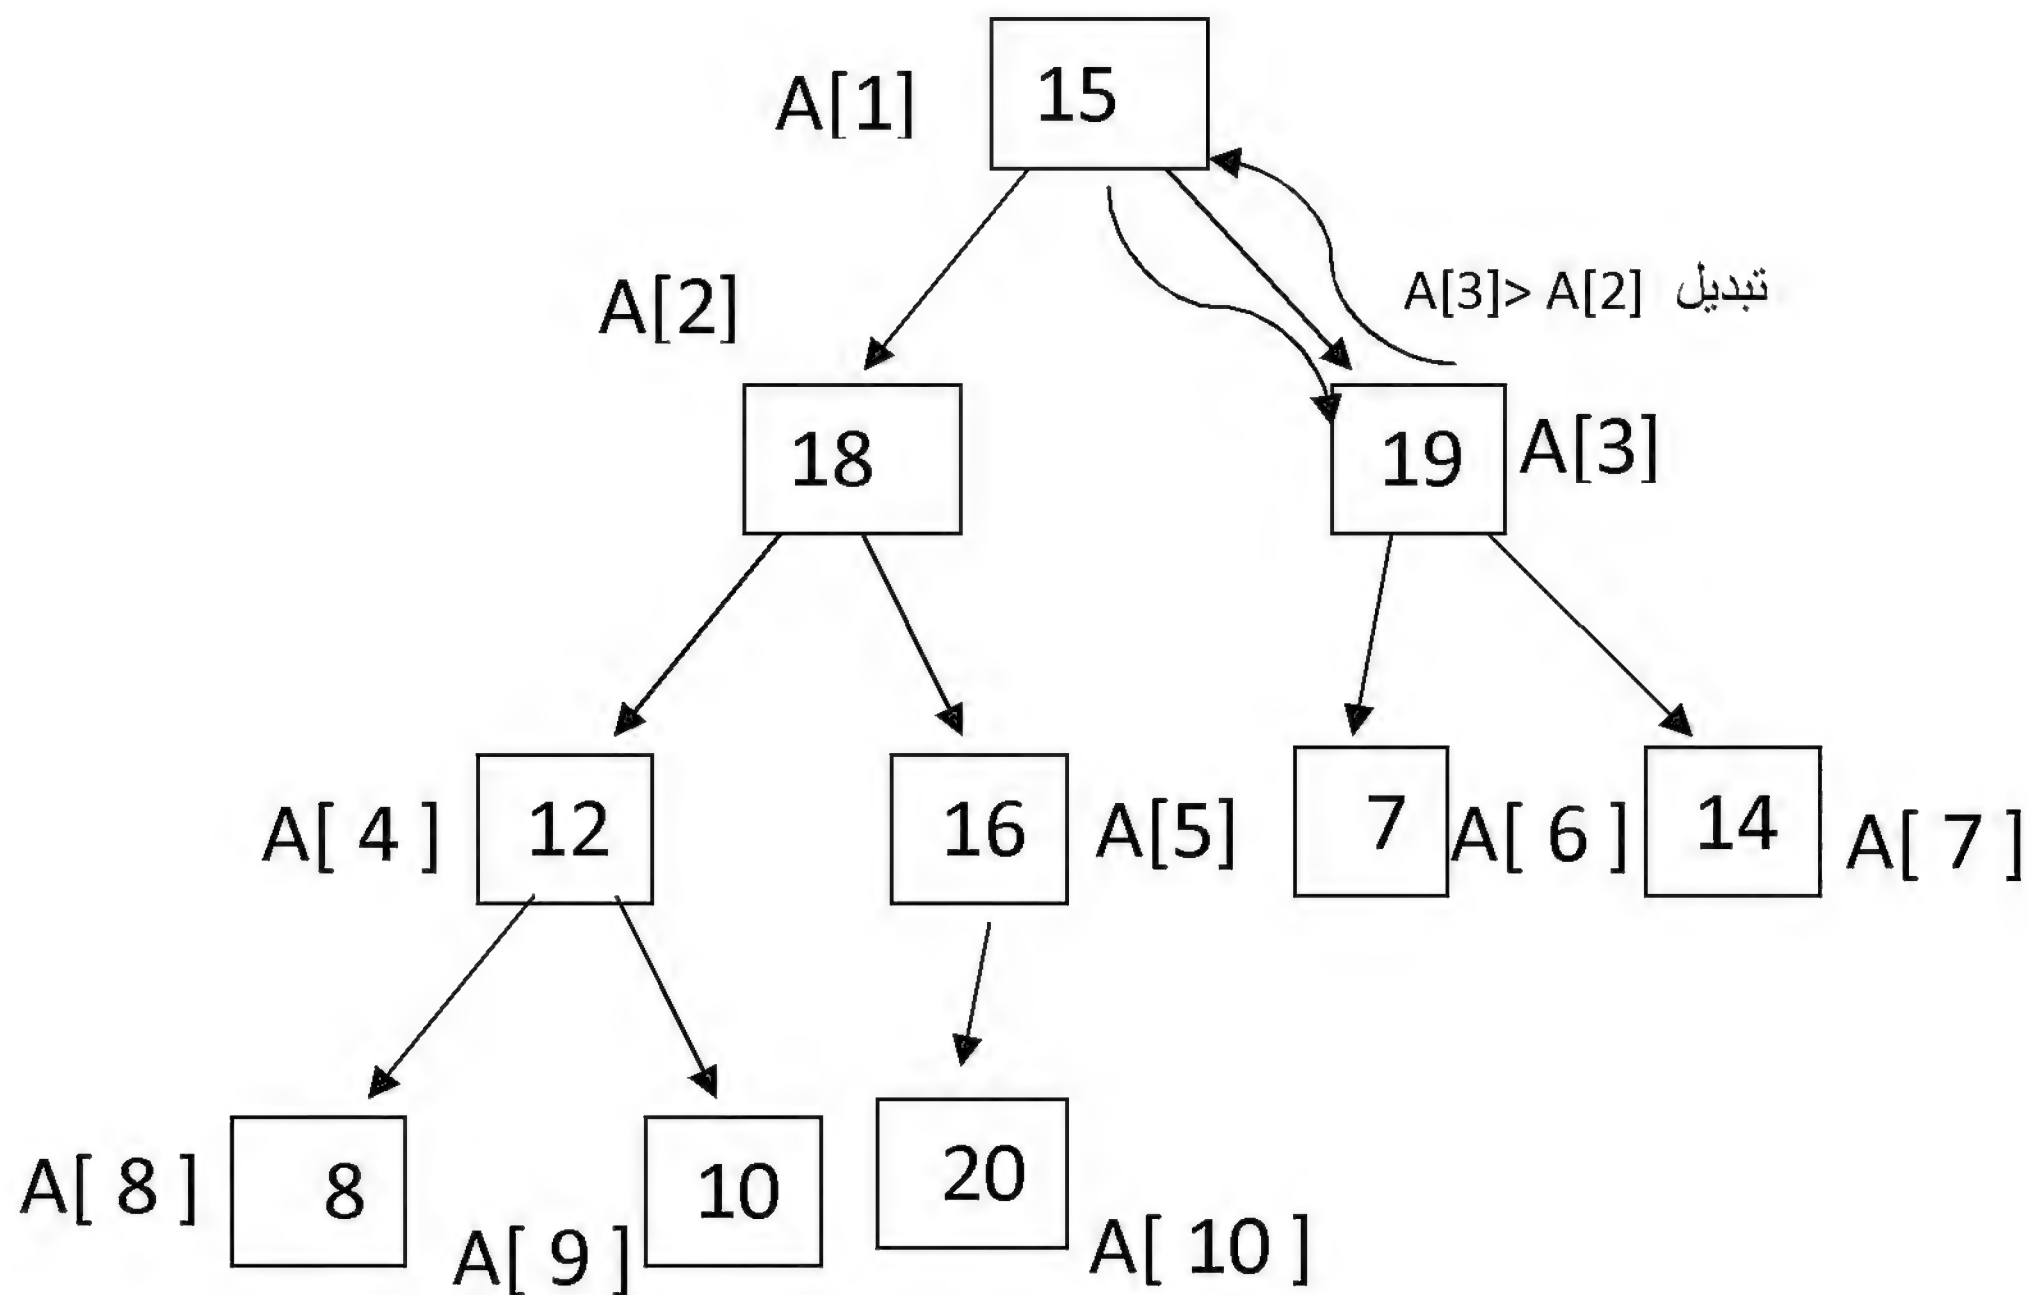 A[1] 15
A[3]> A[2] تبديل
A[2]
18 19 A[3]
A[ 4 ] 12 16 A[5] 7 A[ 6 ] 14 A[ 7 ]
A[ 8 ] 8 A[ 9 ] 10 20 A[ 10 ]